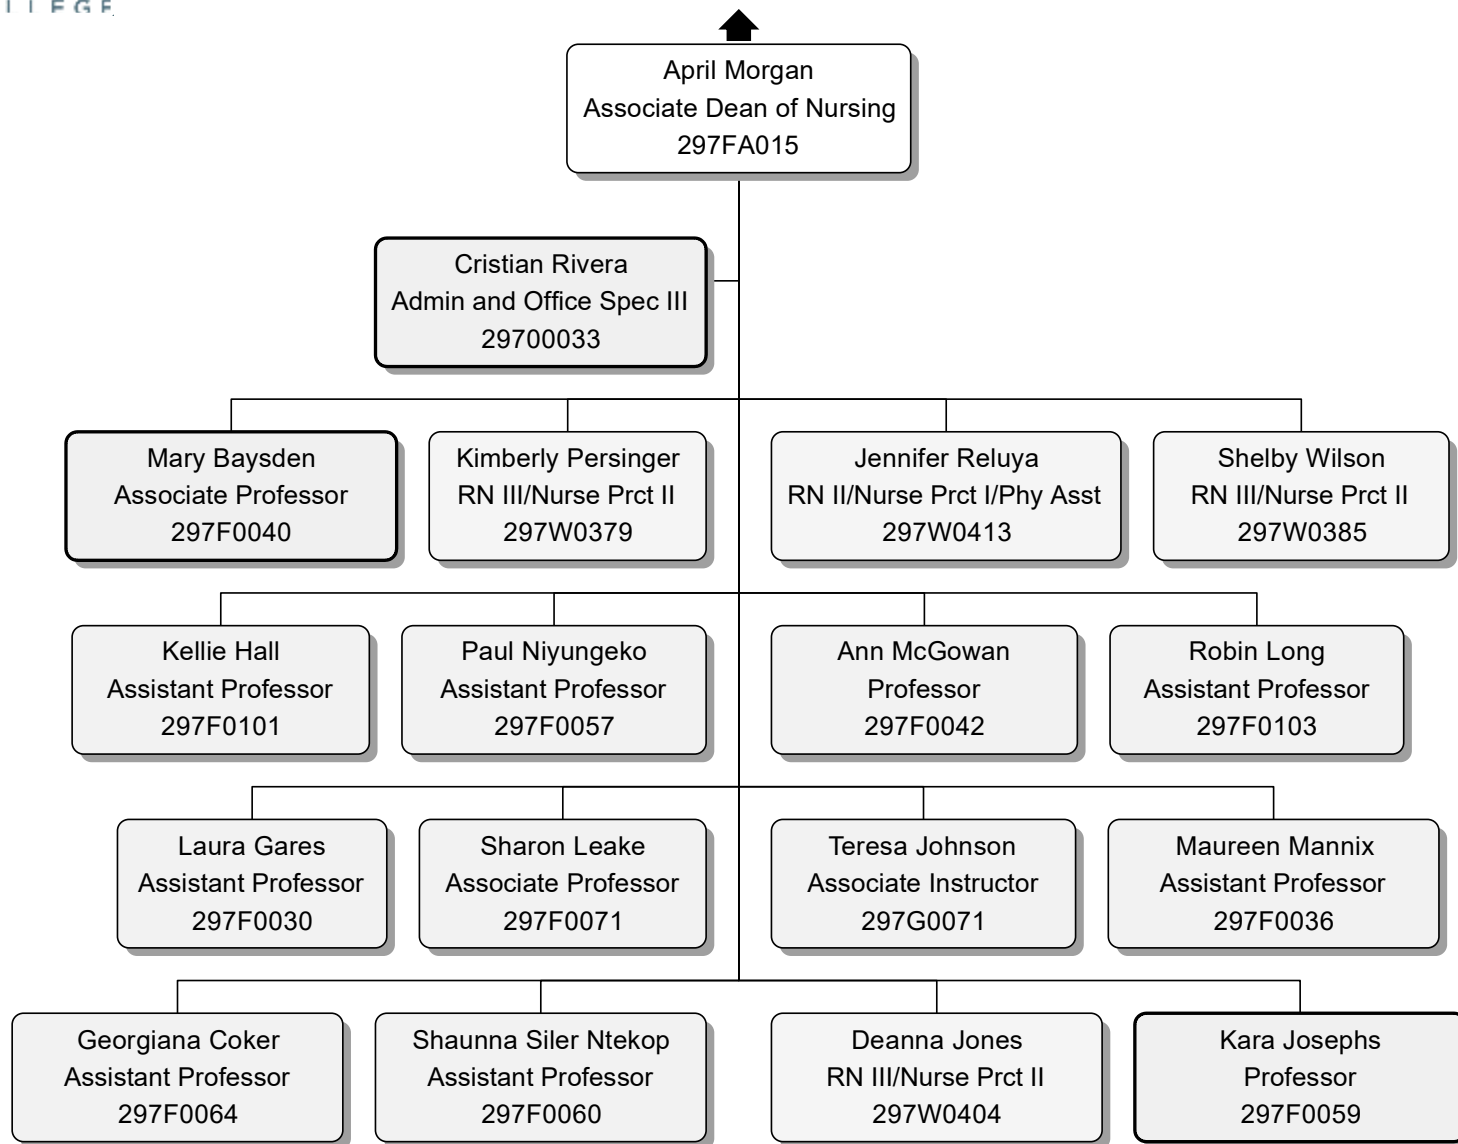 April Morgan
Associate Dean of Nursing
297FA015
Cristian Rivera
Admin and Office Spec III
29700033
Mary Baysden
Associate Professor
297F0040
Kimberly Persinger
RN III/Nurse Prct II
297W0379
Jennifer Reluya
RN II/Nurse Prct I/Phy Asst
297W0413
Shelby Wilson
RN III/Nurse Prct II
297W0385
Kellie Hall
Assistant Professor
297F0101
Paul Niyungeko
Assistant Professor
297F0057
Ann McGowan
Professor
297F0042
Robin Long
Assistant Professor
297F0103
Laura Gares
Assistant Professor
297F0030
Sharon Leake
Associate Professor
297F0071
Teresa Johnson
Associate Instructor
297G0071
Maureen Mannix
Assistant Professor
297F0036
Georgiana Coker
Assistant Professor
297F0064
Shaunna Siler Ntekop
Assistant Professor
297F0060
Deanna Jones
RN III/Nurse Prct II
297W0404
Kara Josephs
Professor
297F0059